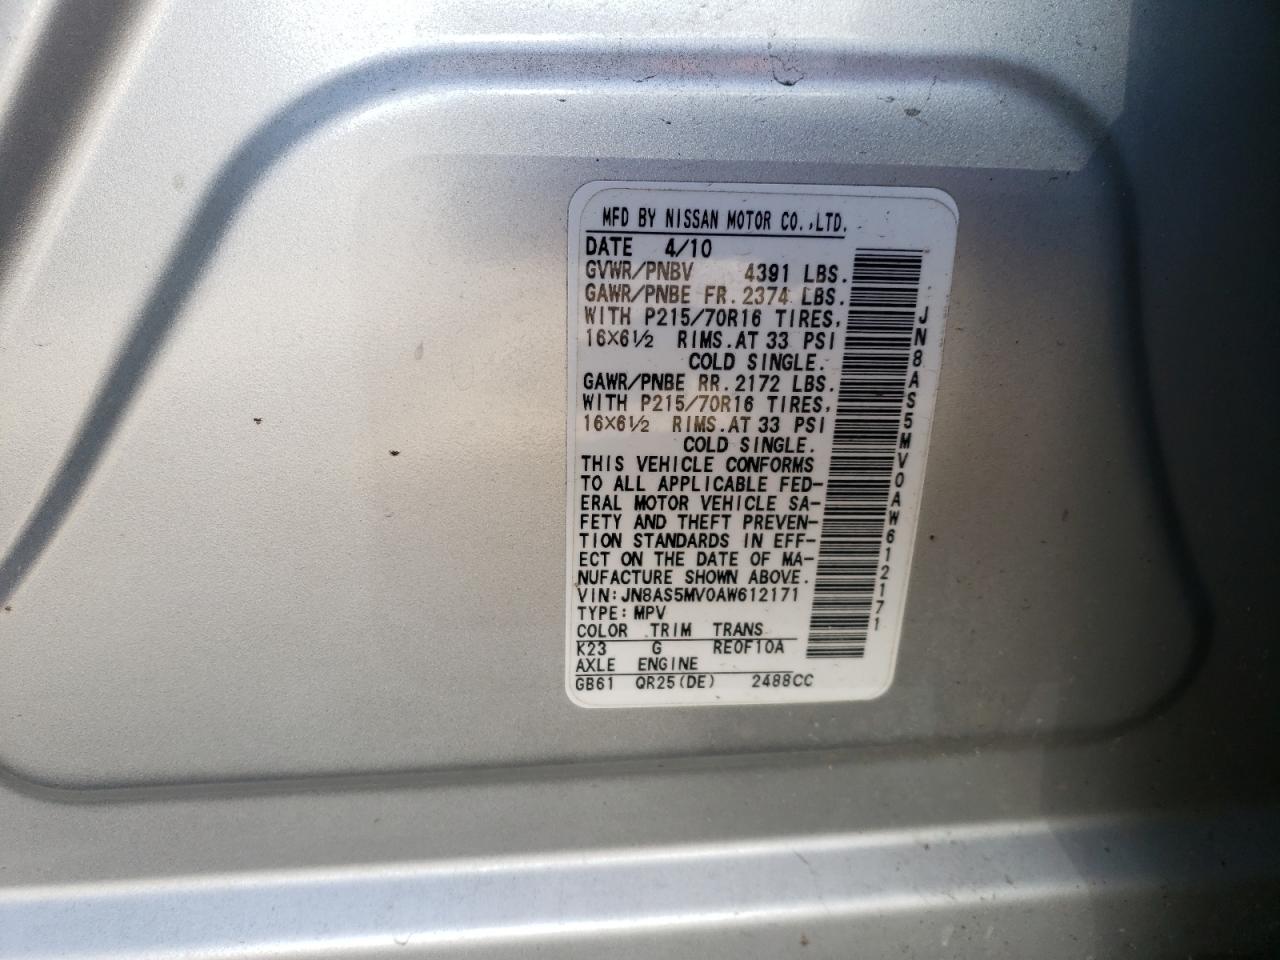 MFD BY NISSAN MOTOR CO.,LTD.
DATE 4/10
GVWR/PNBV 4391 LBS.
GAWR/PNBE FR. 2374 LBS.
WITH P215/70R16 TIRES,
16×6½ RIMS. AT 33 PSI
COLD SINGLE.
GAWR/PNBE RR. 2172 LBS.
WITH P215/70R16 TIRES,
16×6½ RIMS. AT 33 PSI
COLD SINGLE.
THIS VEHICLE CONFORMS
TO ALL APPLICABLE FED-
ERAL MOTOR VEHICLE SA-
FETY AND THEFT PREVEN-
TION STANDARDS IN EFF-
ECT ON THE DATE OF MA-
NUFACTURE SHOWN ABOVE.
VIN:JN8AS5MV0AW612171
TYPE:MPV
COLOR TRIM TRANS
K23 G RE0F10A
AXLE ENGINE
GB61 QR25(DE) 2488CC
JN8AS5MV0AW612171